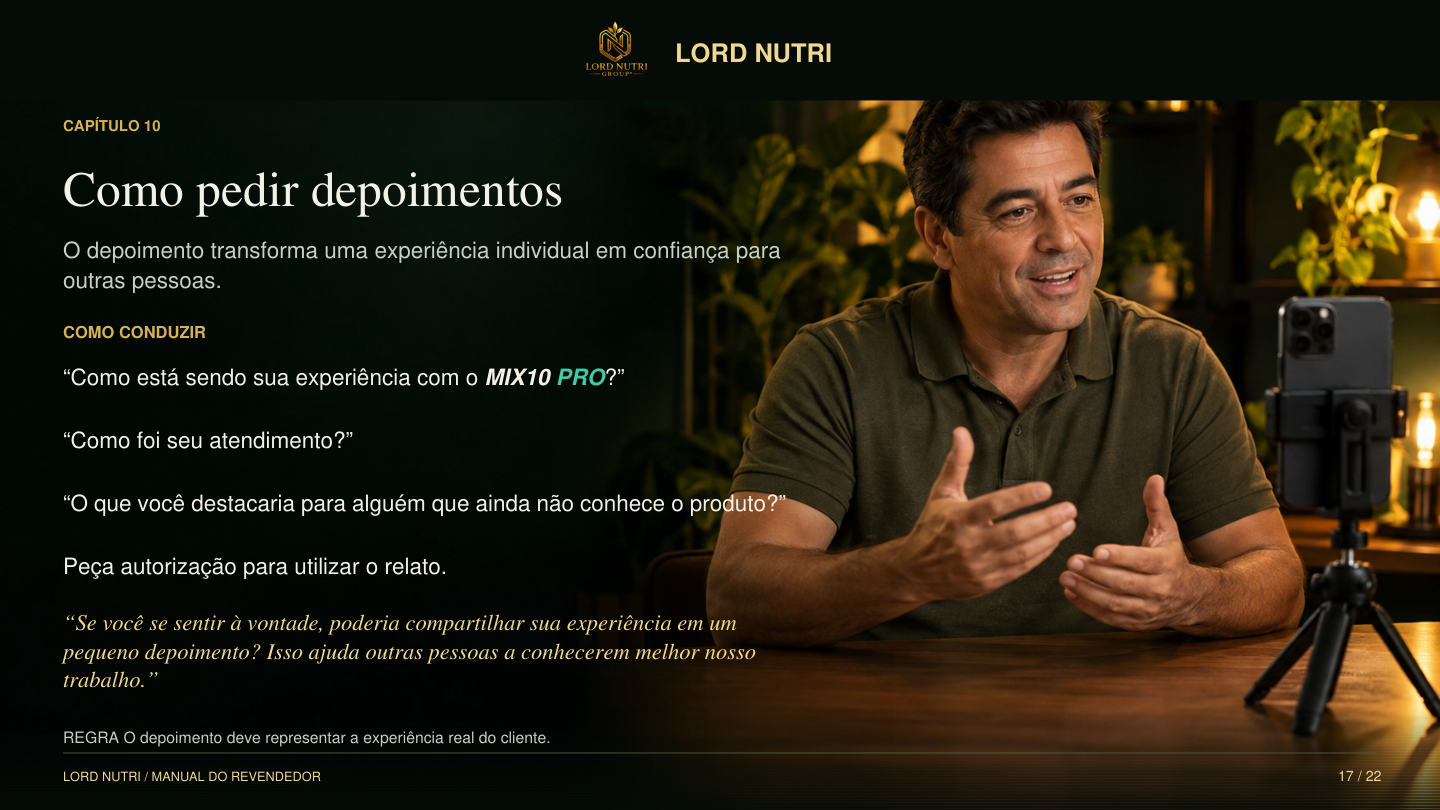 LORD NUTRI
GROUP
LORD NUTRI
CAPÍTULO 10
Como pedir depoimentos
O depoimento transforma uma experiência individual em confiança para
outras pessoas.
COMO CONDUZIR
“Como está sendo sua experiência com o MIX10 PRO?”
“Como foi seu atendimento?”
“O que você destacaria para alguém que ainda não conhece o produto?”
Peça autorização para utilizar o relato.
“Se você se sentir à vontade, poderia compartilhar sua experiência em um
pequeno depoimento? Isso ajuda outras pessoas a conhecerem melhor nosso
trabalho.”
REGRA O depoimento deve representar a experiência real do cliente.
LORD NUTRI / MANUAL DO REVENDEDOR
17 / 22